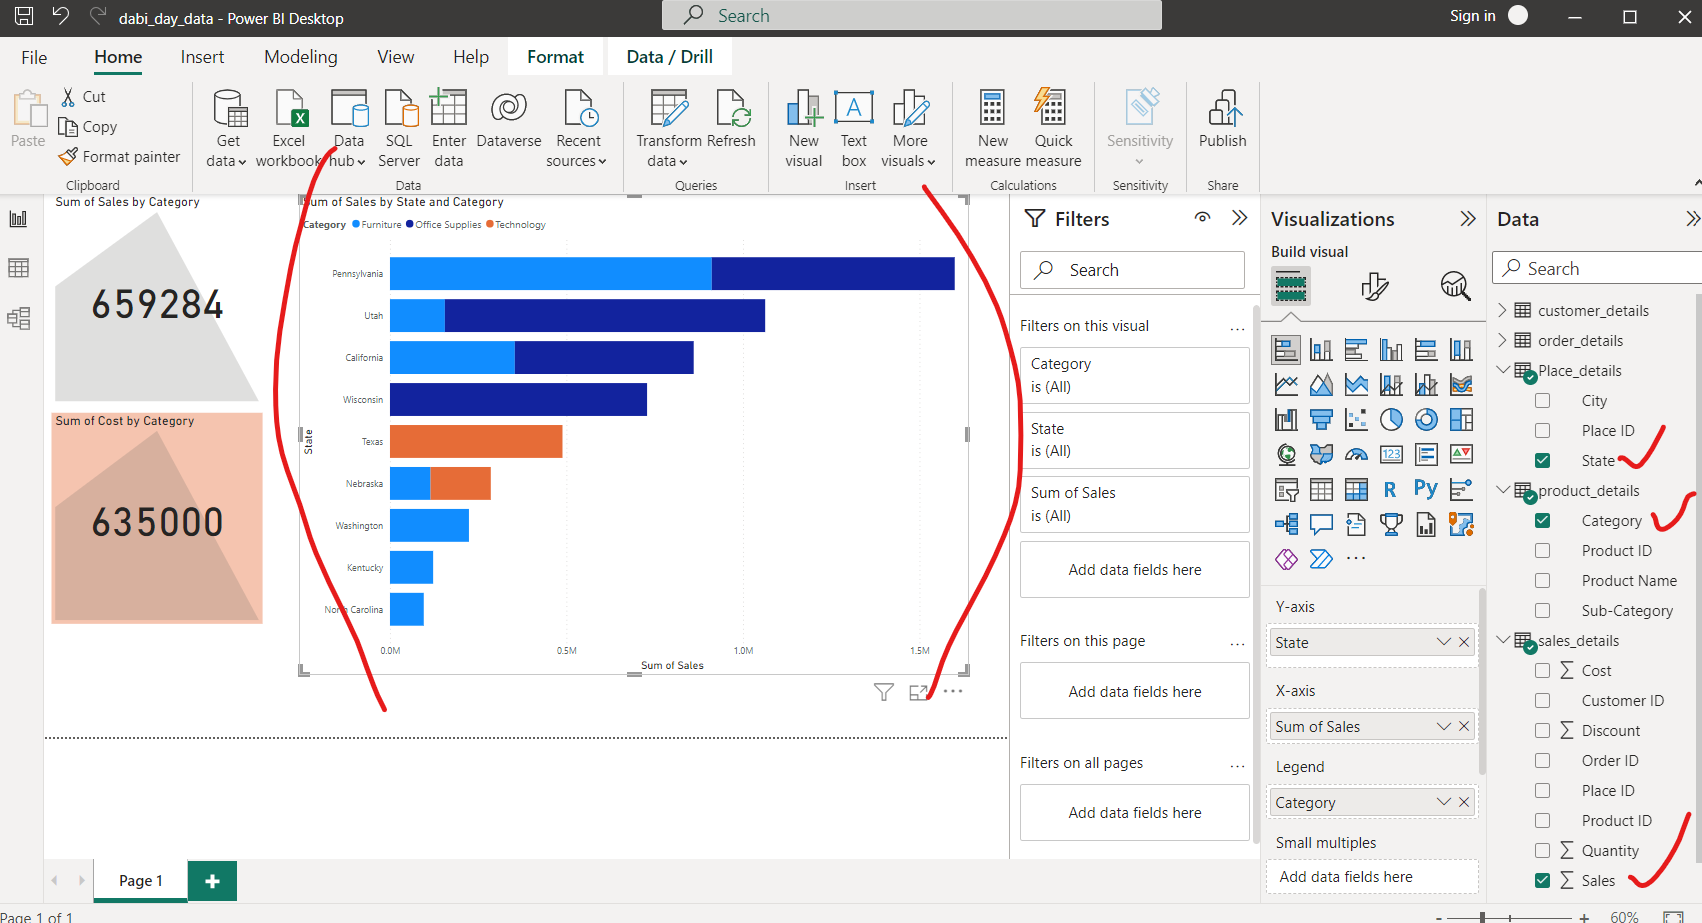 dabi_day_data - Power BI Desktop
Search
Sign in
File
Home
Insert
Modeling
View
Help
Format
Data / Drill
Paste
Cut
Copy
Format painter
Clipboard
Get data
Excel workbook
Data hub
SQL Server
Enter data
Dataverse
Recent sources
Data
Transform data
Refresh
Queries
New visual
Text box
More visuals
Insert
New measure
Quick measure
Calculations
Sensitivity
Sensitivity
Publish
Share
Sum of Sales by Category
659284
Sum of Cost by Category
635000
Sum of Sales by State and Category
Category Furniture Office Supplies Technology
State
Pennsylvania
Utah
California
Wisconsin
Texas
Nebraska
Washington
Kentucky
North Carolina
0.0M 0.5M 1.0M 1.5M
Sum of Sales
Filters
Search
Filters on this visual ...
Category
is (All)
State
is (All)
Sum of Sales
is (All)
Add data fields here
Filters on this page ...
Add data fields here
Filters on all pages ...
Add data fields here
Visualizations
Build visual
123
R
Py
...
Y-axis
State
X-axis
Sum of Sales
Legend
Category
Small multiples
Add data fields here
Data
Search
customer_details
order_details
Place_details
City
Place ID
State
product_details
Category
Product ID
Product Name
Sub-Category
sales_details
∑ Cost
Customer ID
∑ Discount
Order ID
Place ID
Product ID
∑ Quantity
∑ Sales
Page 1
+
Page 1 of 1
- + 60%